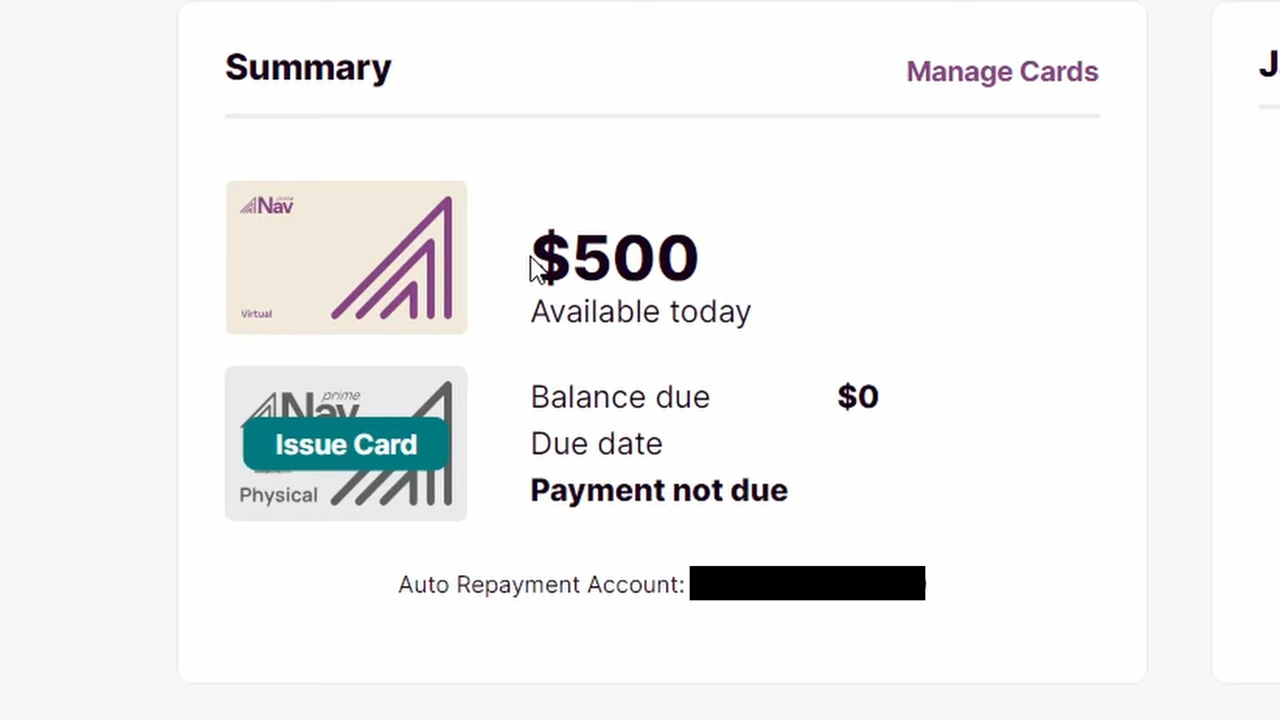 Summary
Manage Cards
J
prime
Nav
Virtual
$500
Available today
prime
Nav
Issue Card
Physical
Balance due $0
Due date
Payment not due
Auto Repayment Account: